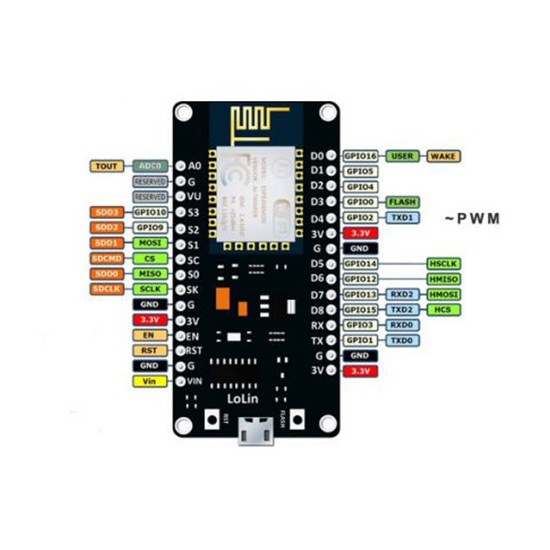 TOUT ADC0 A0
RESERVED G
RESERVED VU
SDD3 GPIO10 S3
SDD2 GPIO9 S2
SDD1 MOSI S1
SDCMD CS SC
SDD0 MISO S0
SDCLK SCLK SK
GND G
3.3V 3V
EN EN
RST RST
GND G
Vin VIN
D0 GPIO16 USER WAKE
D1 GPIO5
D2 GPIO4
D3 GPIO0 FLASH
D4 GPIO2 TXD1
3V 3.3V
G GND
D5 GPIO14 HSCLK
D6 GPIO12 HMISO
D7 GPIO13 RXD2 HMOSI
D8 GPIO15 TXD2 HCS
RX GPIO3 RXD0
TX GPIO1 TXD0
G GND
3V 3.3V
~PWM
LoLin
RST
FLASH